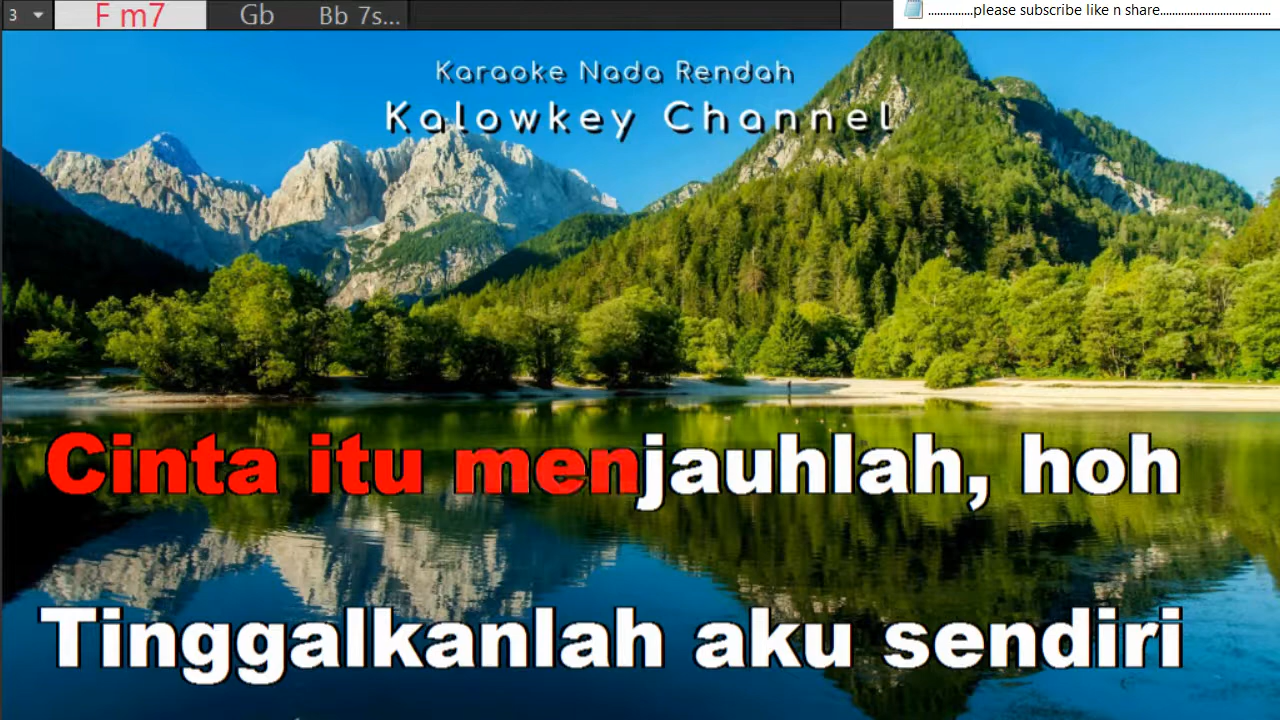 3 F m7 Gb Bb 7s...
...............please subscribe like n share.....................................
Karaoke Nada Rendah
Kalowkey Channel
Cinta itu menjauhlah, hoh
Tinggalkanlah aku sendiri